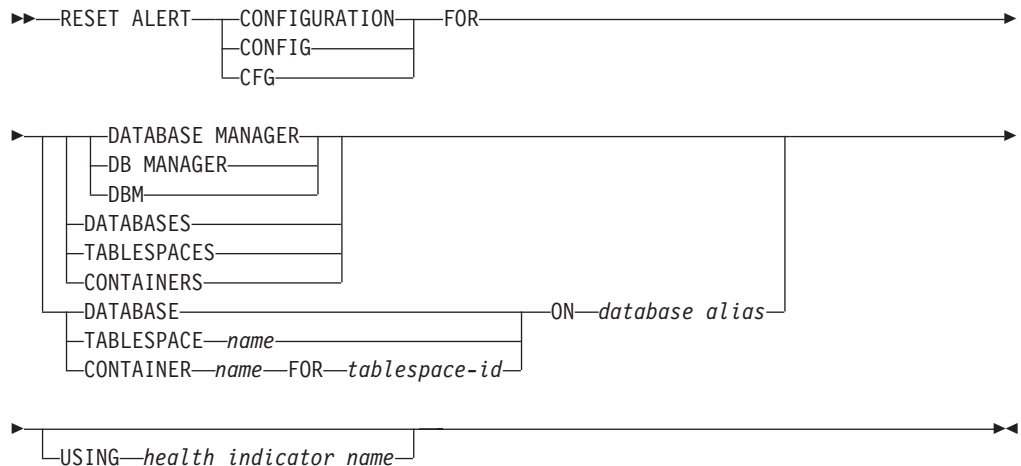 RESET ALERT CONFIGURATION FOR
CONFIG
CFG
DATABASE MANAGER
DB MANAGER
DBM
DATABASES
TABLESPACES
CONTAINERS
DATABASE ON database alias
TABLESPACE name
CONTAINER name FOR tablespace-id
USING health indicator name